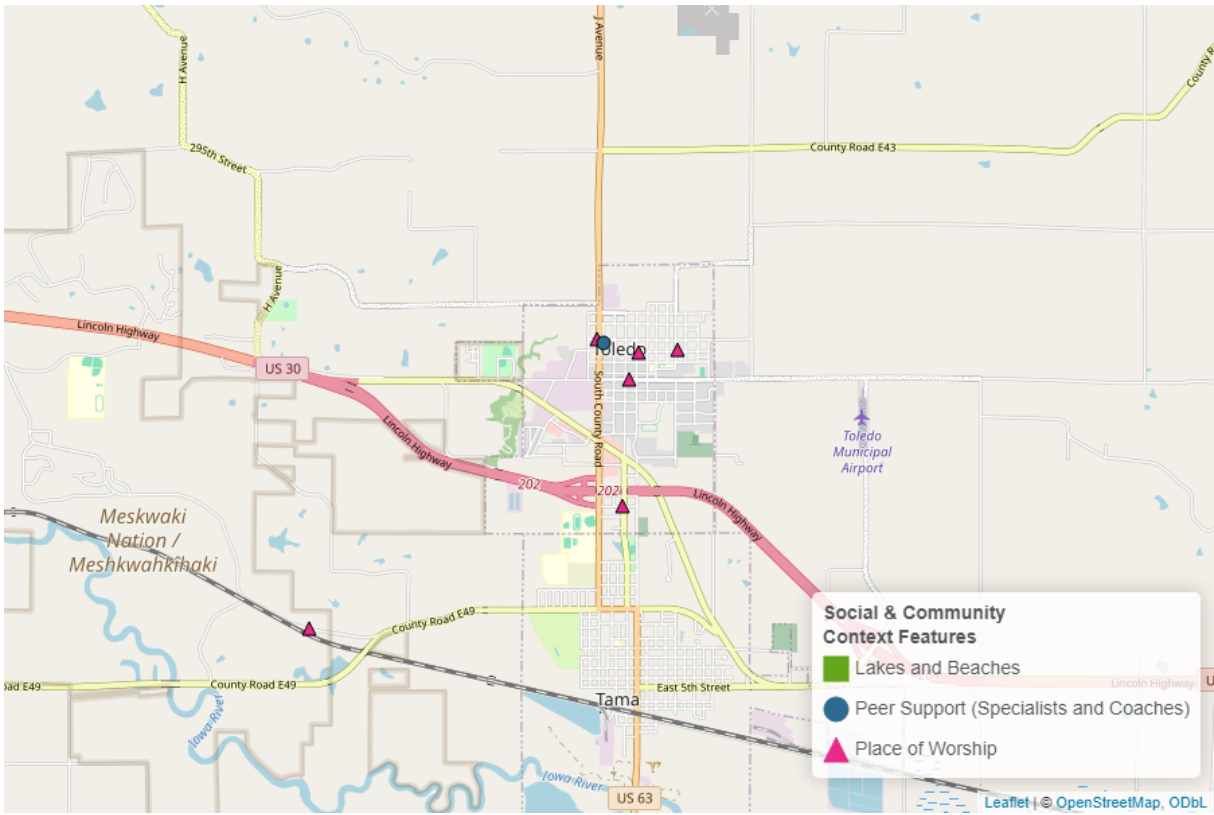 J Avenue
H Avenue
County R
295th Street
County Road E43
H Avenue
Lincoln Highway
US 30
Toledo
South County Road
Lincoln Highway
Toledo
Municipal
Airport
202
202
Lincoln Highway
Meskwaki
Nation /
Meshkwahkîhaki
County Road E49
oad E49
County Road E49
East 5th Street
Tama
Iowa River
Iowa River
US 63
Lincoln Highway
U
Social & Community
Context Features
Lakes and Beaches
Peer Support (Specialists and Coaches)
Place of Worship
Leaflet | © OpenStreetMap, ODbL